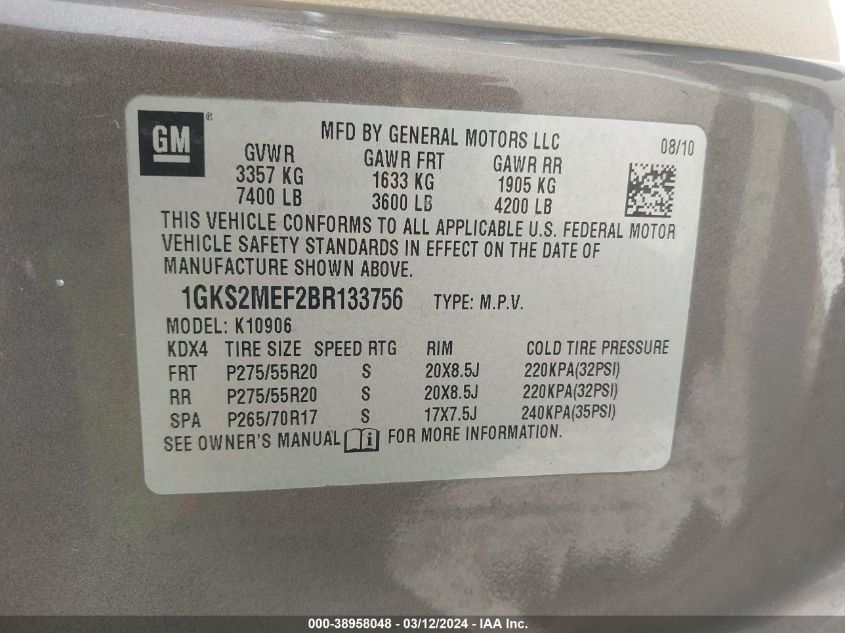 GM ®
MFD BY GENERAL MOTORS LLC 08/10
GVWR GAWR FRT GAWR RR
3357 KG 1633 KG 1905 KG
7400 LB 3600 LB 4200 LB
THIS VEHICLE CONFORMS TO ALL APPLICABLE U.S. FEDERAL MOTOR
VEHICLE SAFETY STANDARDS IN EFFECT ON THE DATE OF
MANUFACTURE SHOWN ABOVE.
1GKS2MEF2BR133756 TYPE: M.P.V.
MODEL: K10906
KDX4 TIRE SIZE SPEED RTG RIM COLD TIRE PRESSURE
FRT P275/55R20 S 20X8.5J 220KPA(32PSI)
RR P275/55R20 S 20X8.5J 220KPA(32PSI)
SPA P265/70R17 S 17X7.5J 240KPA(35PSI)
SEE OWNER'S MANUAL i FOR MORE INFORMATION.
000-38958048 - 03/12/2024 - IAA Inc.